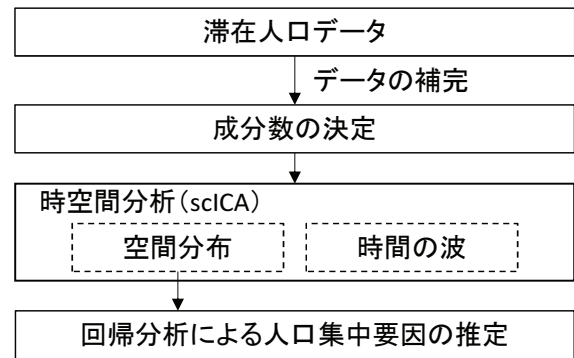 滞在人口データ
データの補完
成分数の決定
時空間分析(scICA)
空間分布
時間の波
回帰分析による人口集中要因の推定